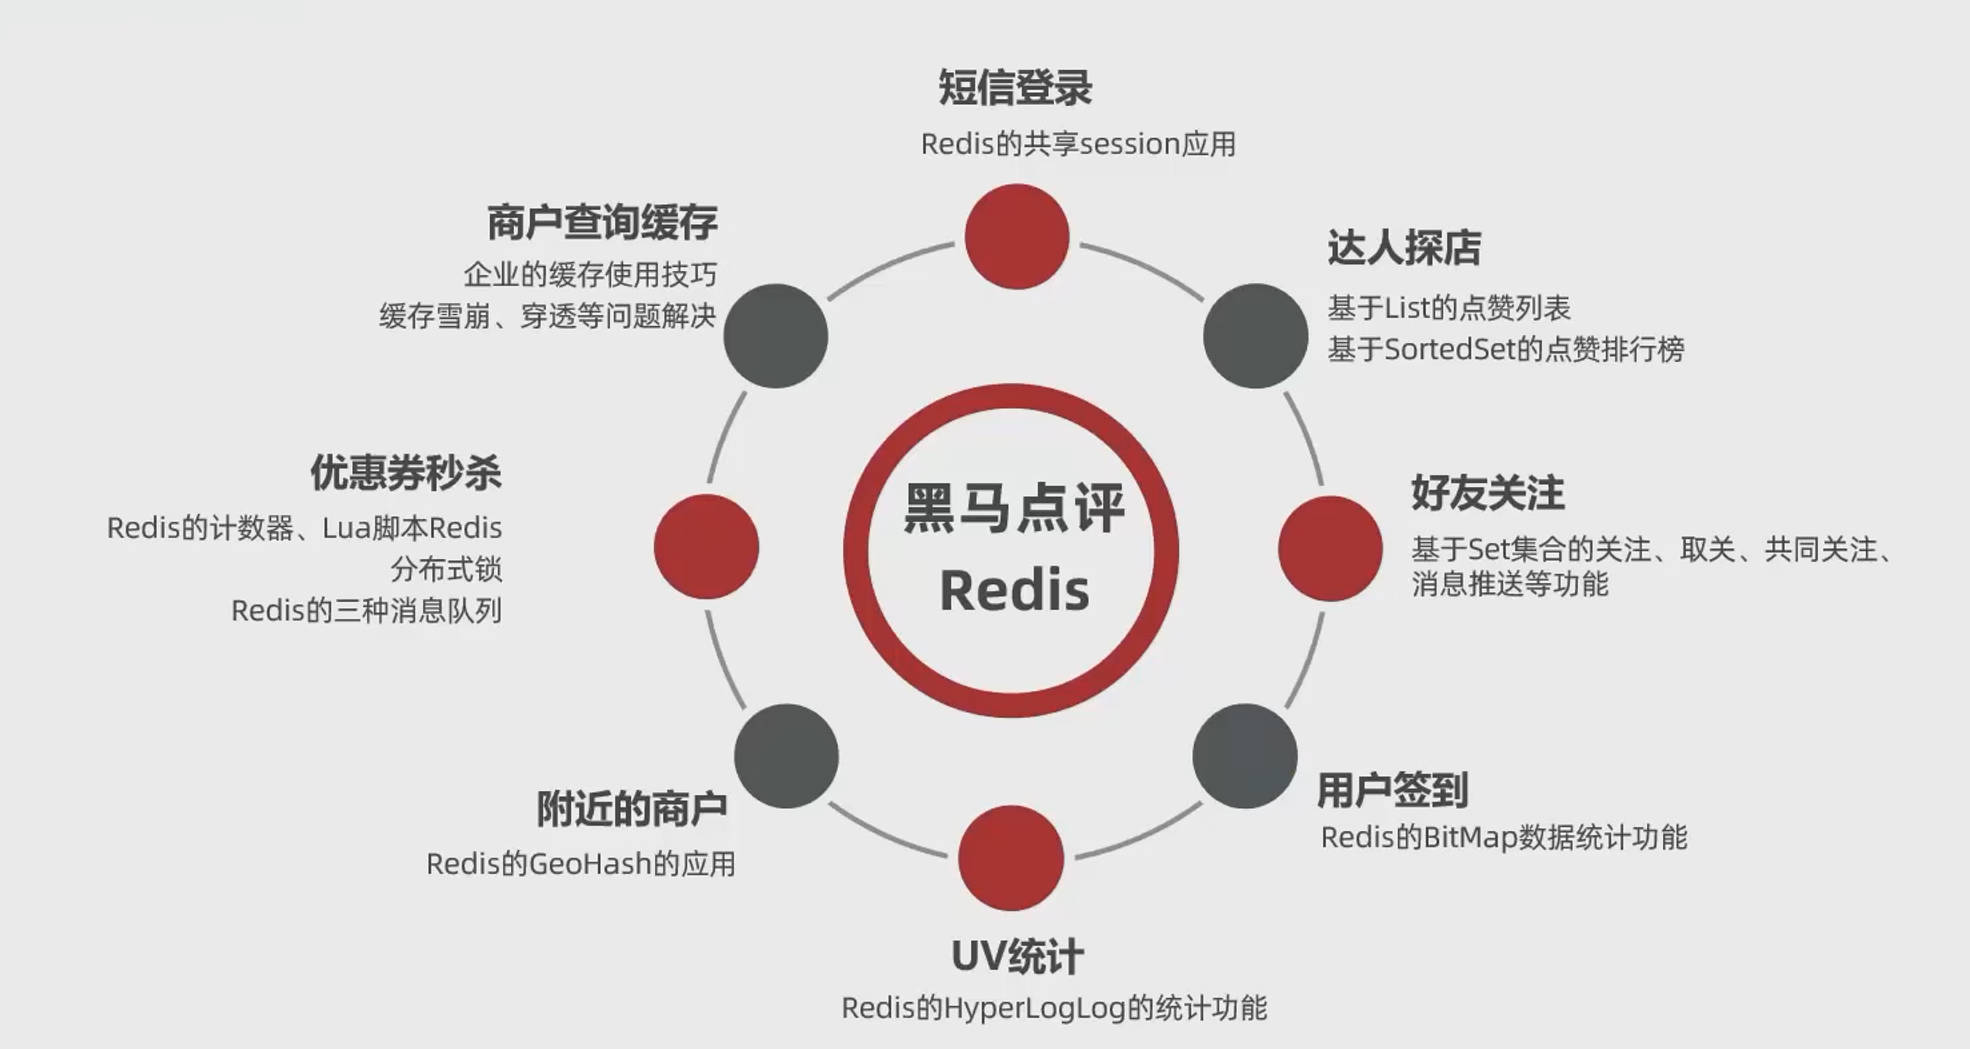 短信登录
Redis的共享session应用
商户查询缓存
企业的缓存使用技巧
缓存雪崩、穿透等问题解决
达人探店
基于List的点赞列表
基于SortedSet的点赞排行榜
优惠券秒杀
Redis的计数器、Lua脚本Redis
分布式锁
Redis的三种消息队列
黑马点评
Redis
好友关注
基于Set集合的关注、取关、共同关注、
消息推送等功能
附近的商户
Redis的GeoHash的应用
用户签到
Redis的BitMap数据统计功能
UV统计
Redis的HyperLogLog的统计功能